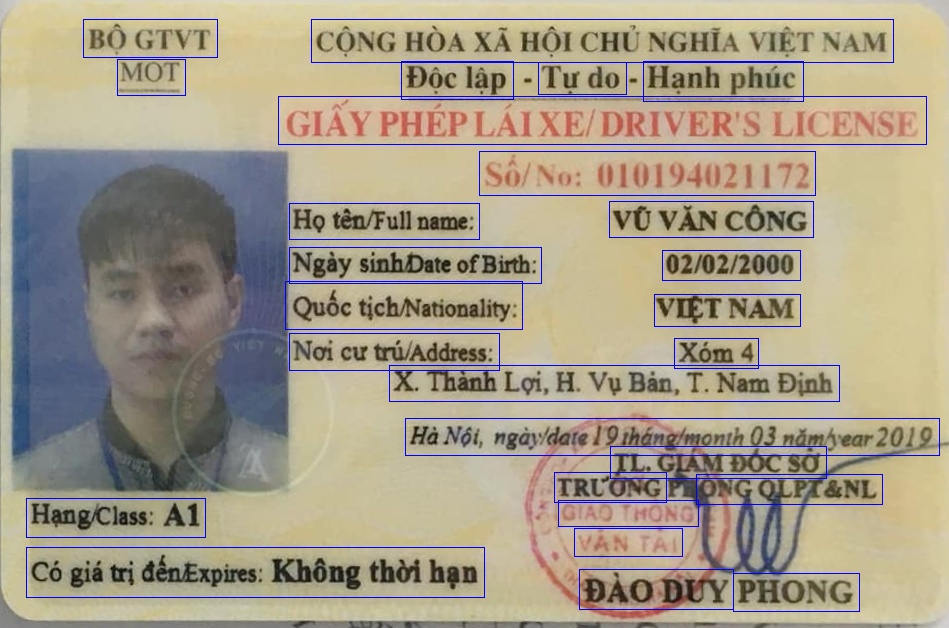 BỘ GTVT
MOT
CỘNG HÒA XÃ HỘI CHỦ NGHĨA VIỆT NAM
Độc lập - Tự do - Hạnh phúc
GIẤY PHÉP LÁI XE/ DRIVER'S LICENSE
Số/ No: 010194021172
Họ tên/Full name: VŨ VĂN CÔNG
Ngày sinh/Date of Birth: 02/02/2000
Quốc tịch/Nationality: VIỆT NAM
Nơi cư trú/Address: Xóm 4
X. Thành Lợi, H. Vụ Bản, T. Nam Định
Hà Nội, ngày/date 19 tháng/month 03 năm/year 2019
TL. GIÁM ĐỐC SỞ
TRƯỞNG PHÒNG QLPT&NL
GIAO THÔNG
VẬN TẢI
Hạng/Class: A1
Có giá trị đến/Expires: Không thời hạn
ĐÀO DUY PHONG